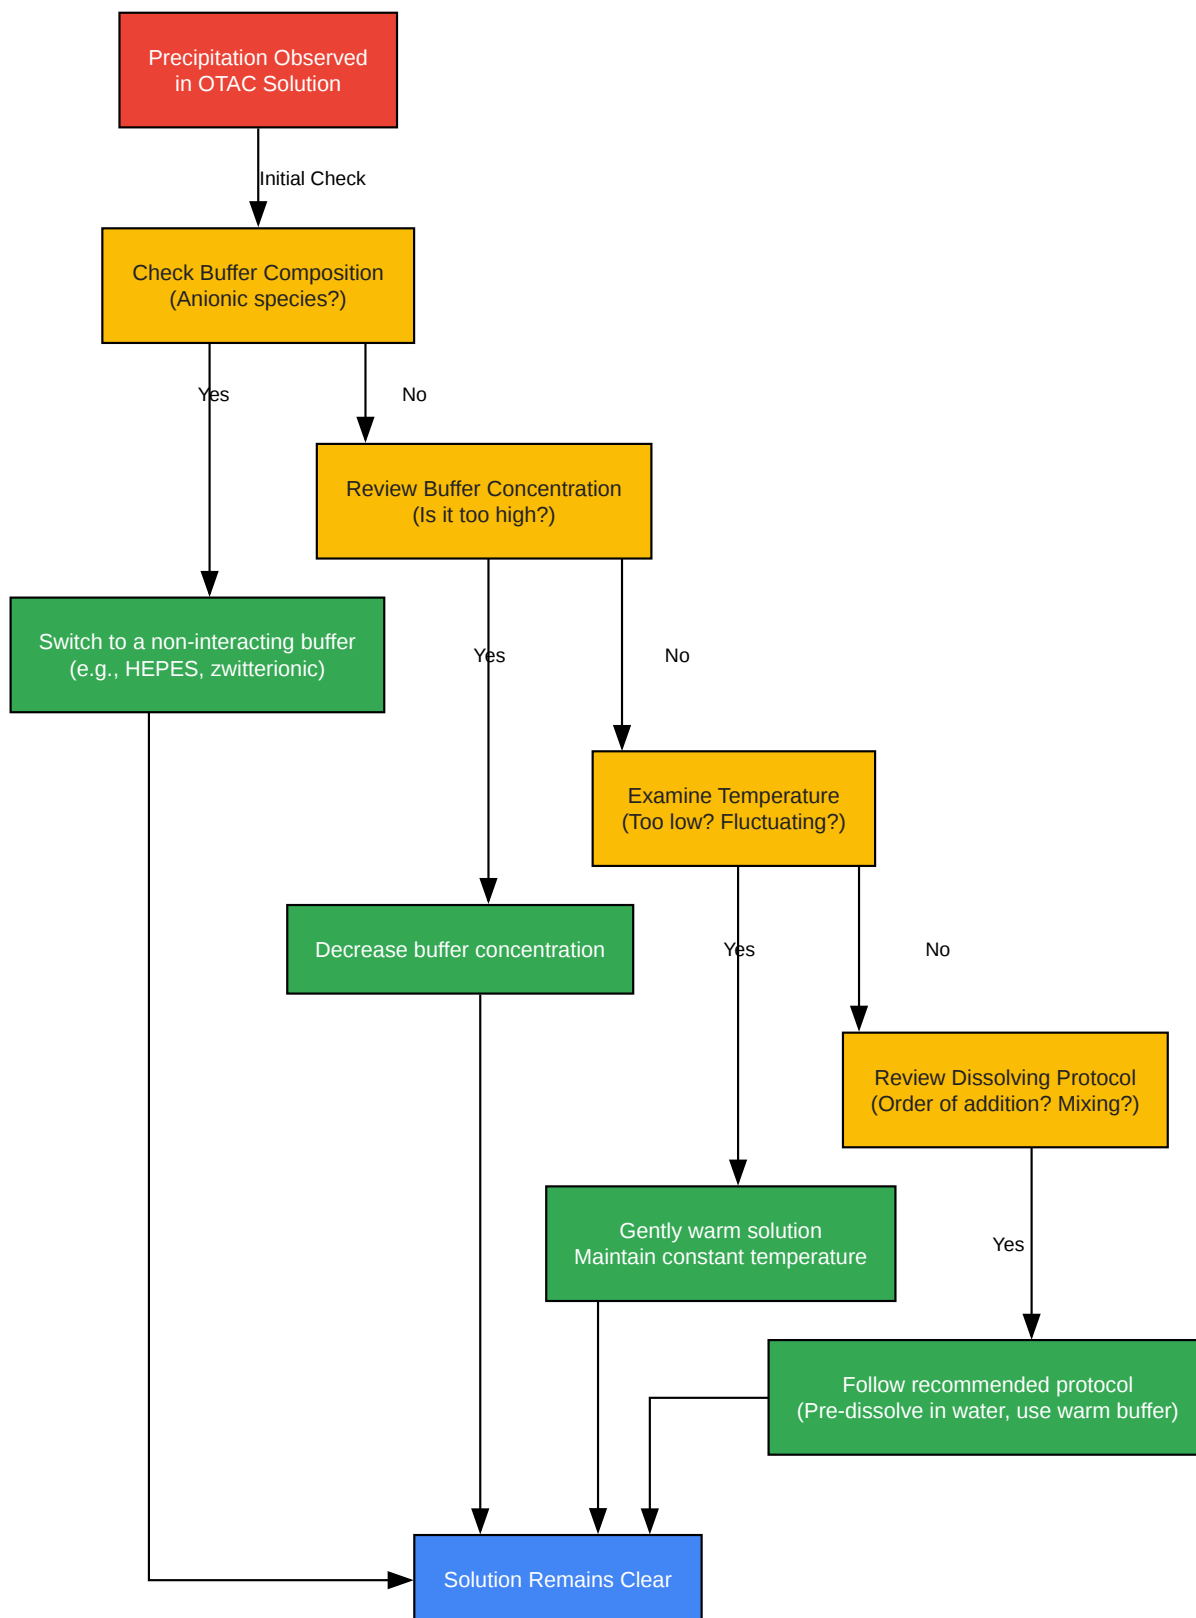 Precipitation Observed
in OTAC Solution
Initial Check
Check Buffer Composition
(Anionic species?)
Yes
No
Review Buffer Concentration
(Is it too high?)
Switch to a non-interacting buffer
(e.g., HEPES, zwitterionic)
Yes
No
Examine Temperature
(Too low? Fluctuating?)
Decrease buffer concentration
Yes
No
Review Dissolving Protocol
(Order of addition? Mixing?)
Gently warm solution
Maintain constant temperature
Yes
Follow recommended protocol
(Pre-dissolve in water, use warm buffer)
Solution Remains Clear